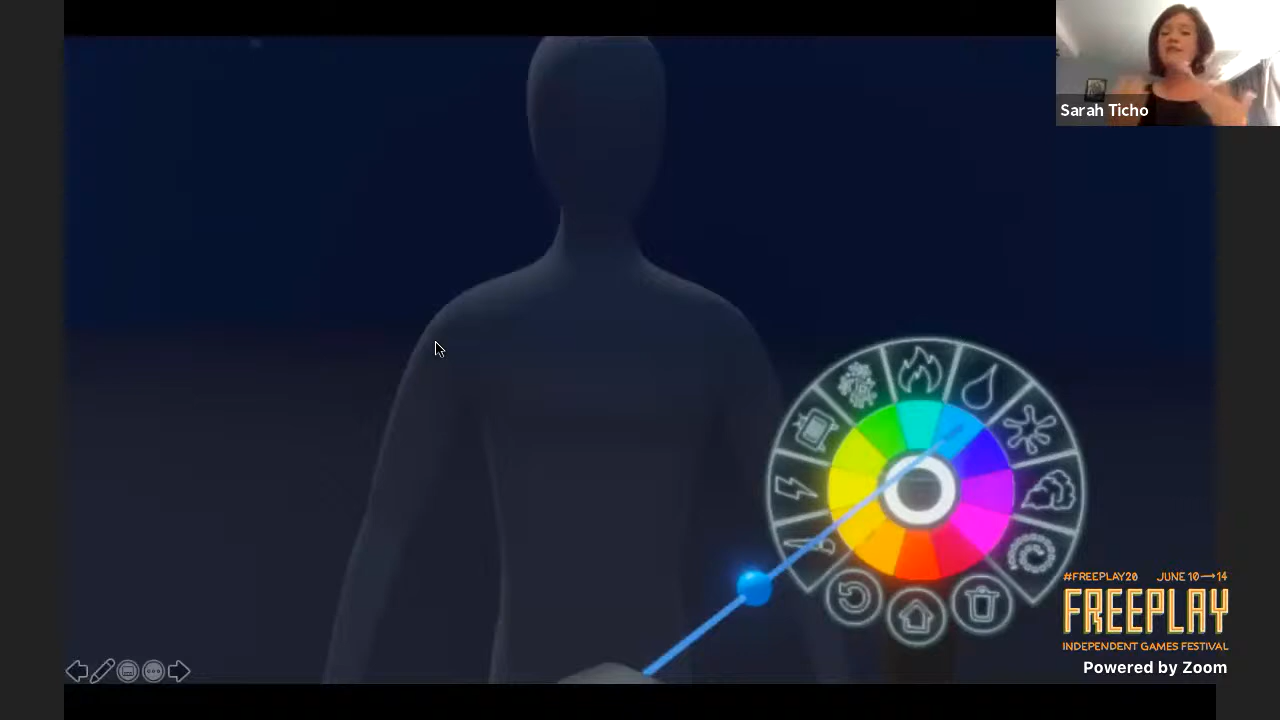 Sarah Ticho
#FREEPLAY20 JUNE 10→14
FREEPLAY
INDEPENDENT GAMES FESTIVAL
Powered by Zoom